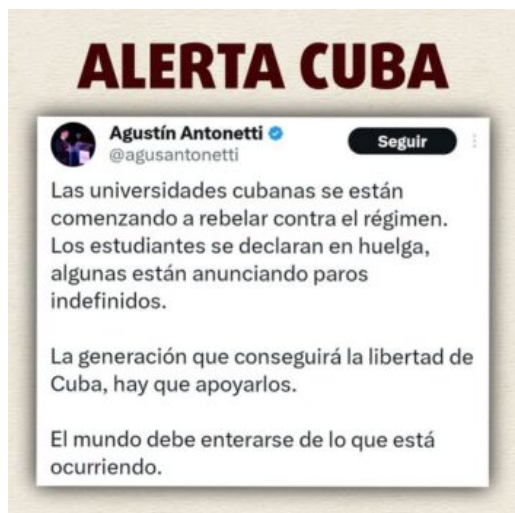 ALERTA CUBA
Agustín Antonetti
@agusantonetti
Seguir
Las universidades cubanas se están
comenzando a rebelar contra el régimen.
Los estudiantes se declaran en huelga,
algunas están anunciando paros
indefinidos.
La generación que conseguirá la libertad de
Cuba, hay que apoyarlos.
El mundo debe enterarse de lo que está
ocurriendo.